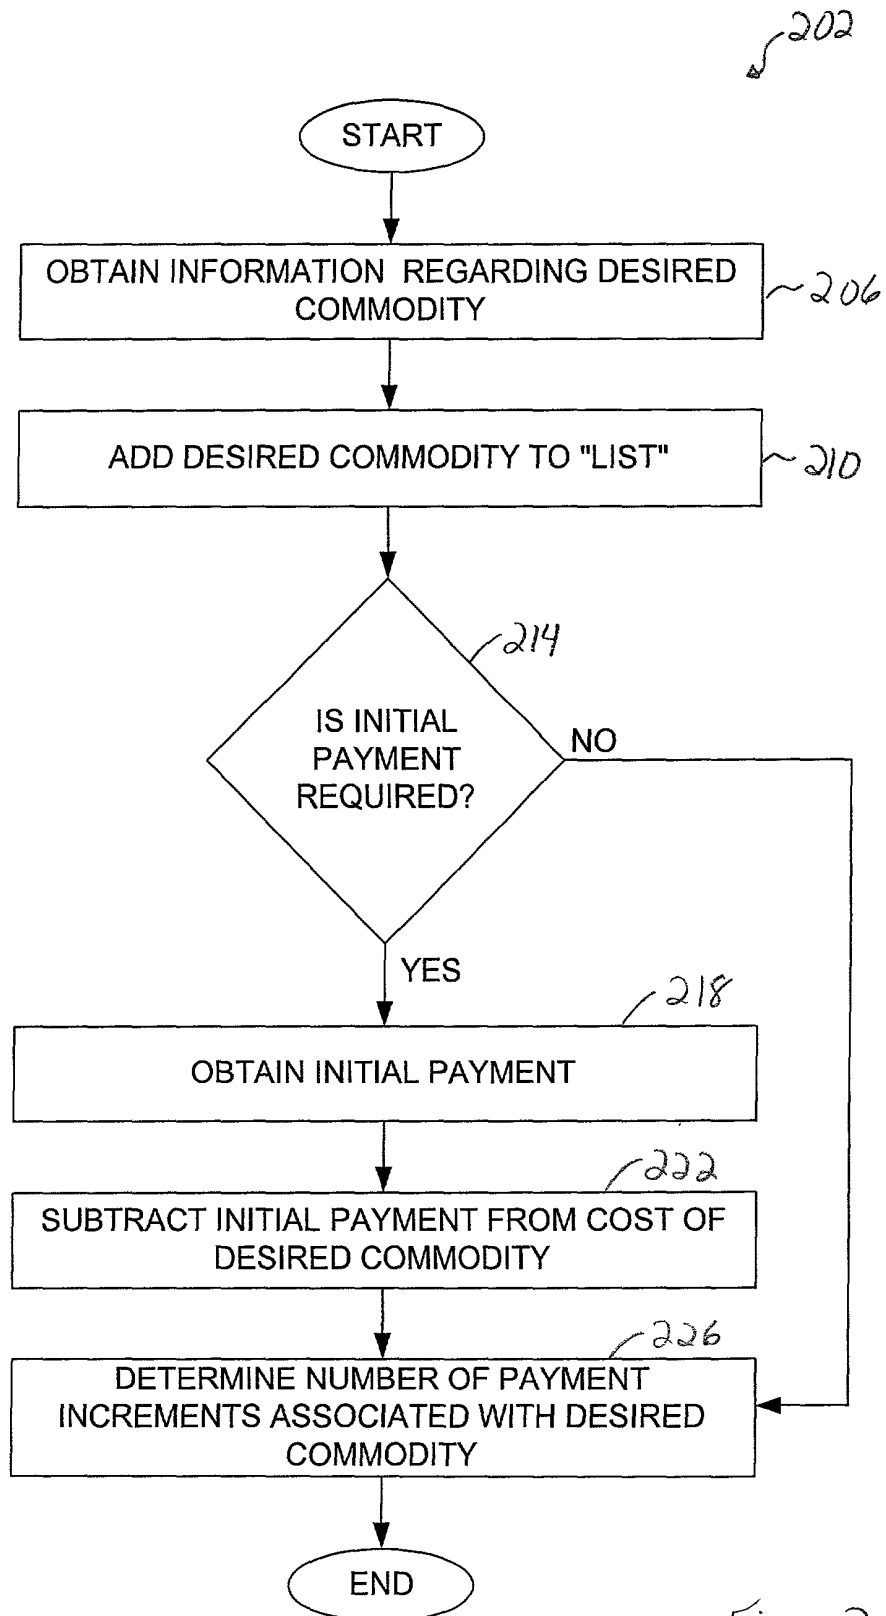 202
START
OBTAIN INFORMATION REGARDING DESIRED
COMMODITY
206
ADD DESIRED COMMODITY TO "LIST"
210
214
IS INITIAL
PAYMENT
REQUIRED?
NO
YES
218
OBTAIN INITIAL PAYMENT
222
SUBTRACT INITIAL PAYMENT FROM COST OF
DESIRED COMMODITY
226
DETERMINE NUMBER OF PAYMENT
INCREMENTS ASSOCIATED WITH DESIRED
COMMODITY
END